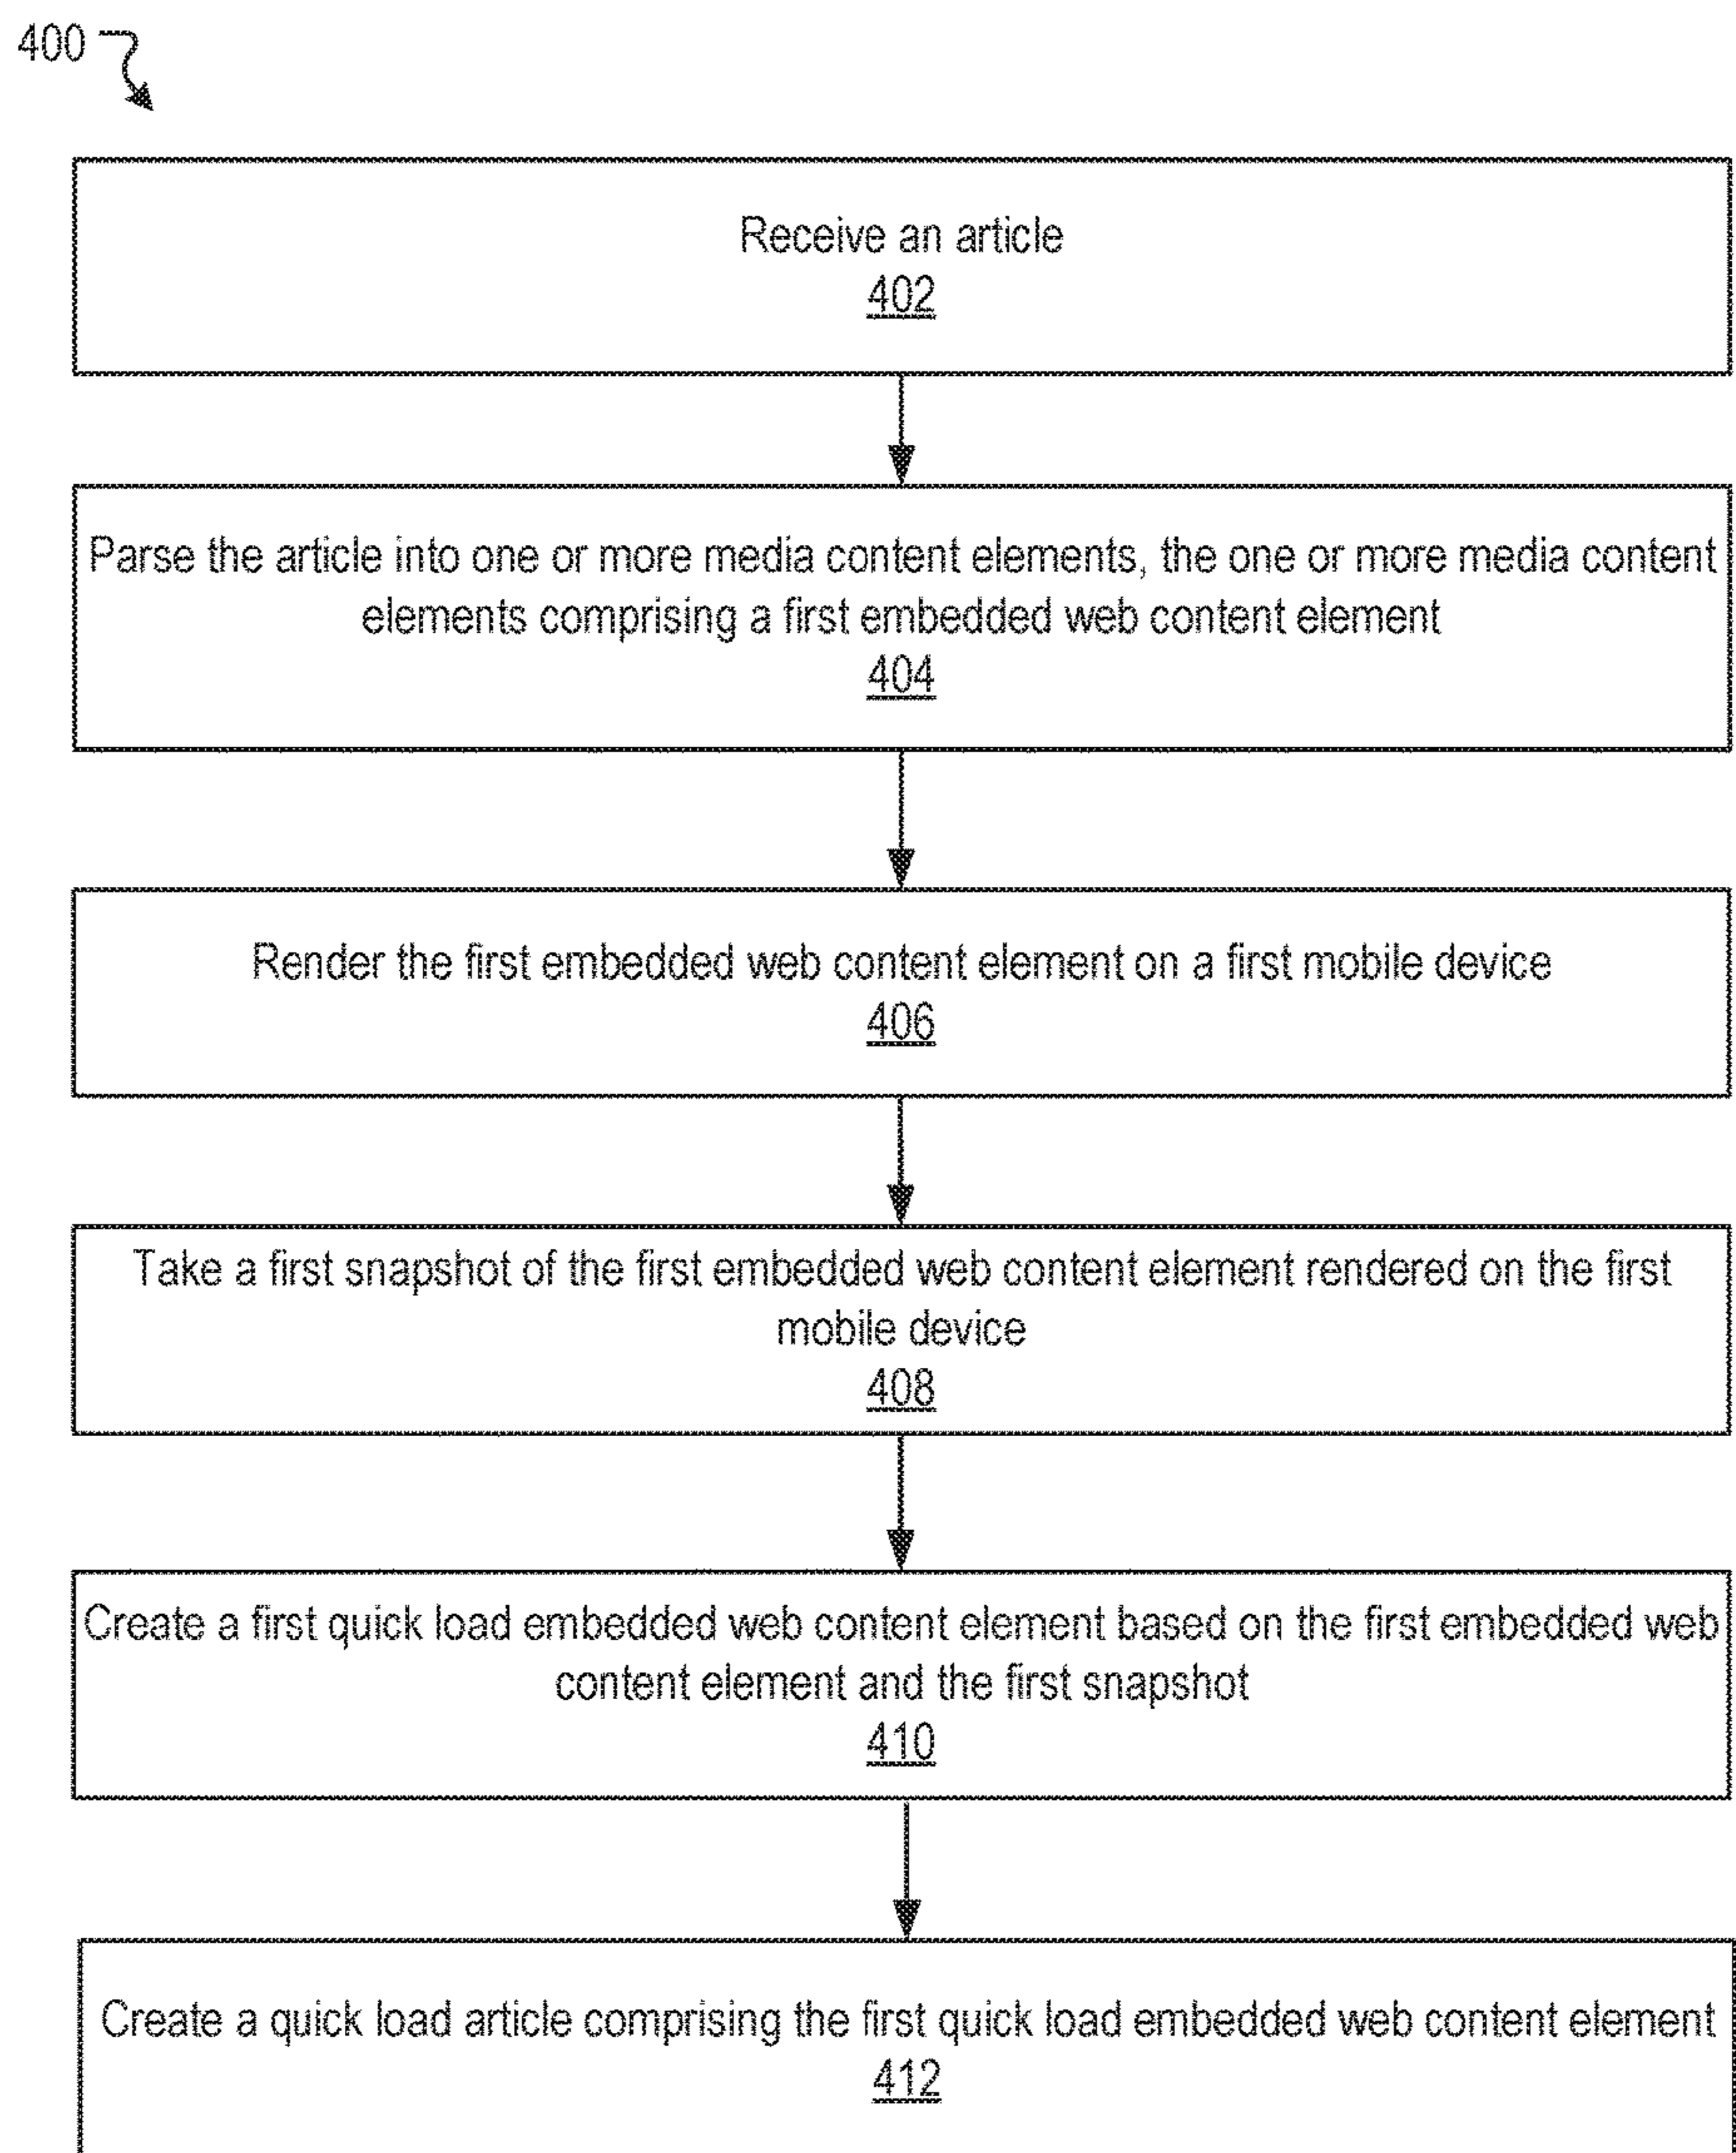 400
Receive an article
402
Parse the article into one or more media content elements, the one or more media content
elements comprising a first embedded web content element
404
Render the first embedded web content element on a first mobile device
406
Take a first snapshot of the first embedded web content element rendered on the first
mobile device
408
Create a first quick load embedded web content element based on the first embedded web
content element and the first snapshot
410
Create a quick load article comprising the first quick load embedded web content element
412